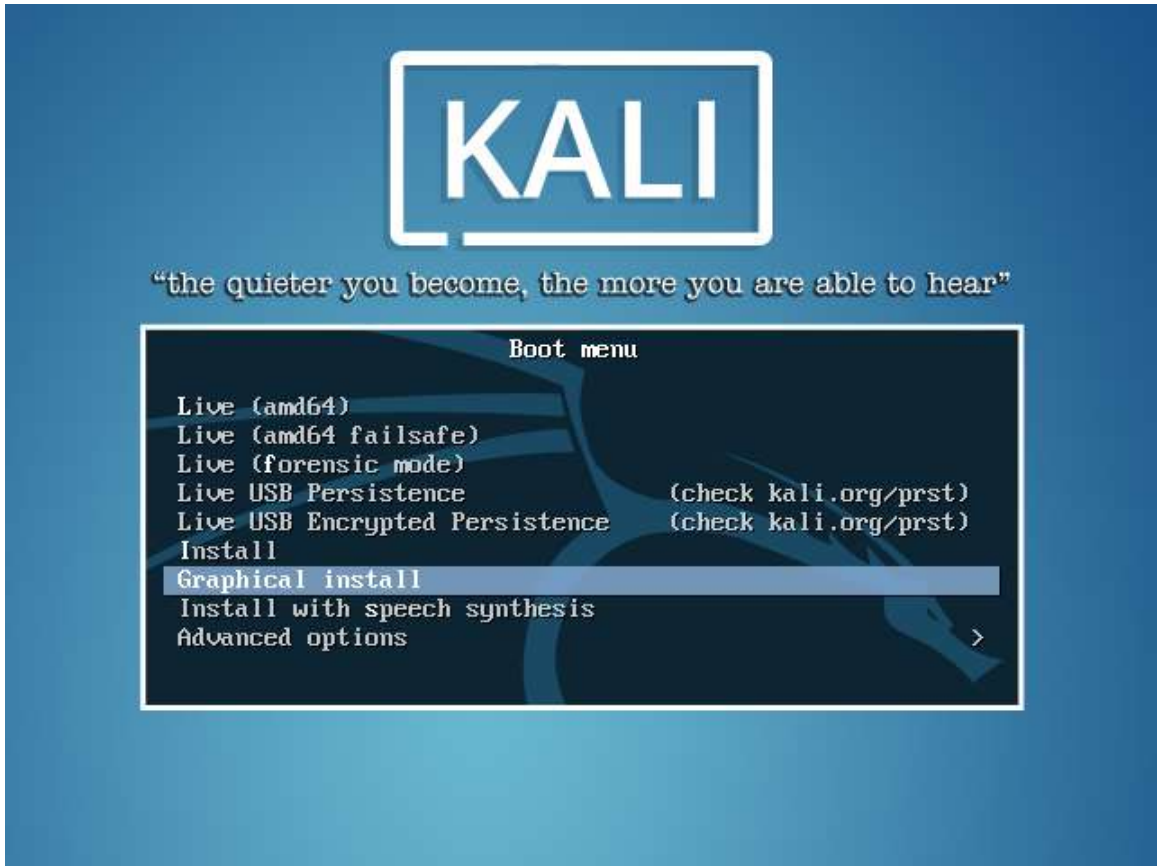 KALI
“the quieter you become, the more you are able to hear”
Boot menu
Live (amd64)
Live (amd64 failsafe)
Live (forensic mode)
Live USB Persistence (check kali.org/prst)
Live USB Encrypted Persistence (check kali.org/prst)
Install
Graphical install
Install with speech synthesis
Advanced options >